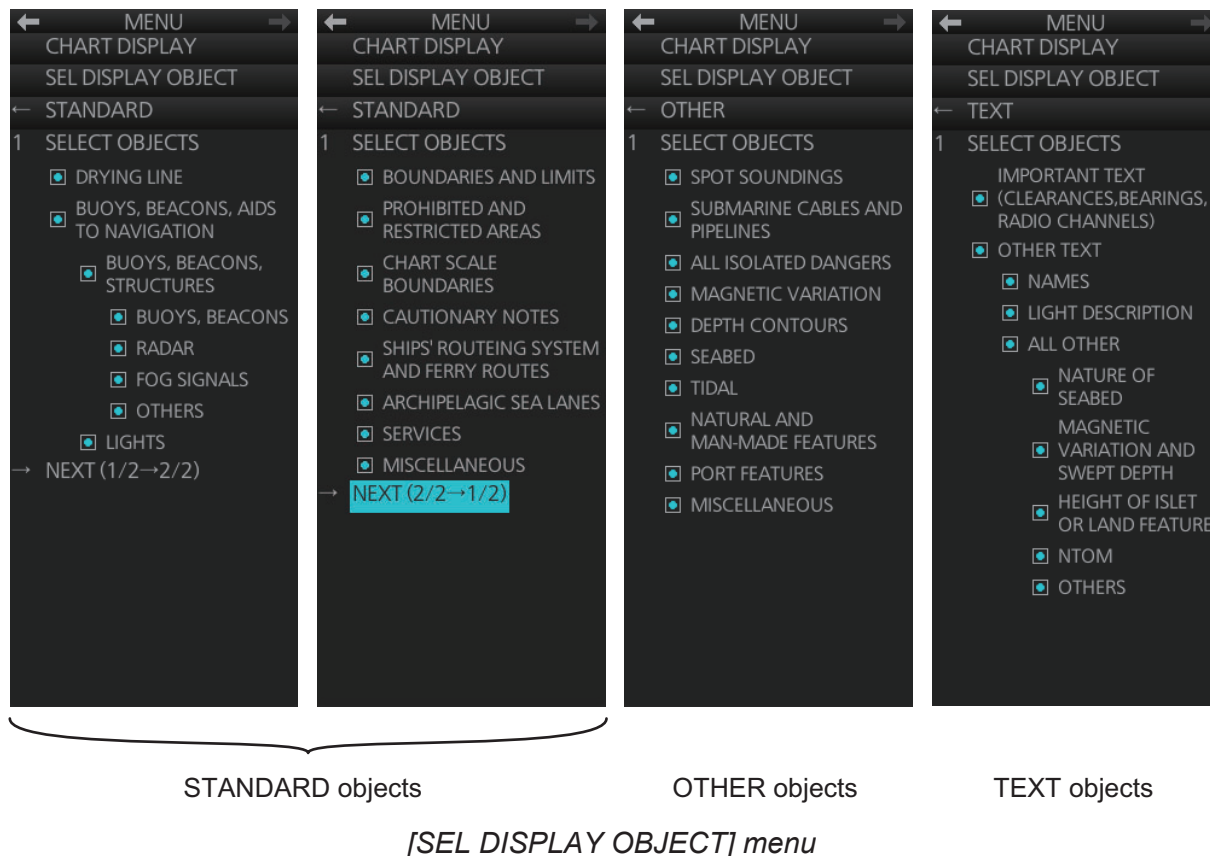 ← MENU →
CHART DISPLAY
SEL DISPLAY OBJECT
← STANDARD
1 SELECT OBJECTS
DRYING LINE
BUOYS, BEACONS, AIDS
TO NAVIGATION
BUOYS, BEACONS,
STRUCTURES
BUOYS, BEACONS
RADAR
FOG SIGNALS
OTHERS
LIGHTS
→ NEXT (1/2→2/2)
← MENU →
CHART DISPLAY
SEL DISPLAY OBJECT
← STANDARD
1 SELECT OBJECTS
BOUNDARIES AND LIMITS
PROHIBITED AND
RESTRICTED AREAS
CHART SCALE
BOUNDARIES
CAUTIONARY NOTES
SHIPS' ROUTEING SYSTEM
AND FERRY ROUTES
ARCHIPELAGIC SEA LANES
SERVICES
MISCELLANEOUS
→ NEXT (2/2→1/2)
← MENU →
CHART DISPLAY
SEL DISPLAY OBJECT
← OTHER
1 SELECT OBJECTS
SPOT SOUNDINGS
SUBMARINE CABLES AND
PIPELINES
ALL ISOLATED DANGERS
MAGNETIC VARIATION
DEPTH CONTOURS
SEABED
TIDAL
NATURAL AND
MAN-MADE FEATURES
PORT FEATURES
MISCELLANEOUS
← MENU →
CHART DISPLAY
SEL DISPLAY OBJECT
← TEXT
1 SELECT OBJECTS
IMPORTANT TEXT
(CLEARANCES,BEARINGS,
RADIO CHANNELS)
OTHER TEXT
NAMES
LIGHT DESCRIPTION
ALL OTHER
NATURE OF
SEABED
MAGNETIC
VARIATION AND
SWEPT DEPTH
HEIGHT OF ISLET
OR LAND FEATURE
NTOM
OTHERS
STANDARD objects
OTHER objects
TEXT objects
[SEL DISPLAY OBJECT] menu